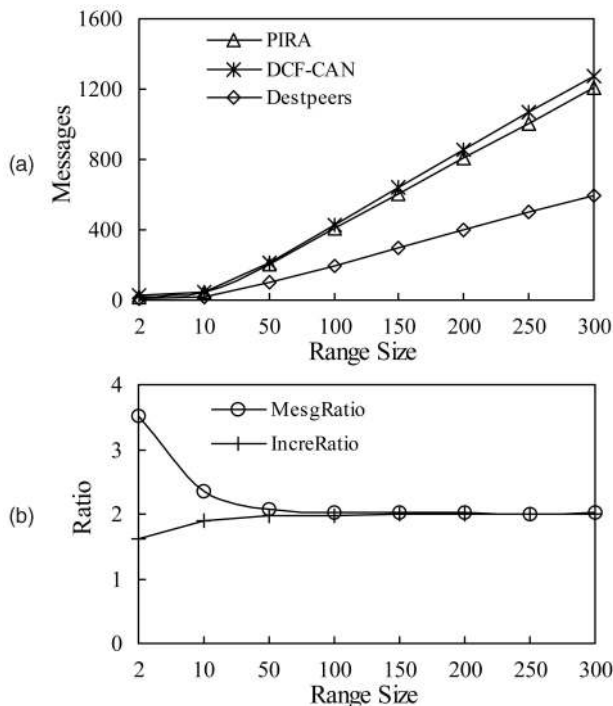 (a)
Messages
1600
1200
800
400
0
PIRA
DCF-CAN
Destpeers
2 10 50 100 150 200 250 300
Range Size
(b)
Ratio
4
3
2
1
0
MesgRatio
IncreRatio
2 10 50 100 150 200 250 300
Range Size